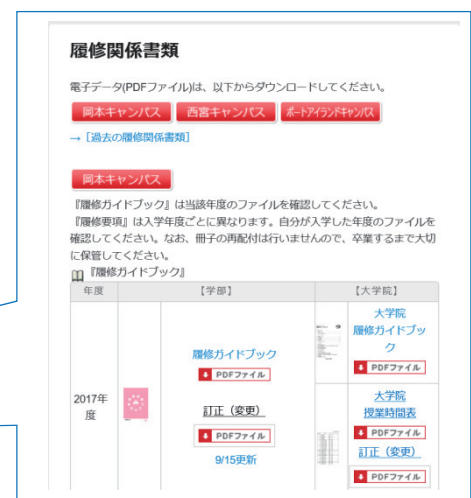 履修関係書類
電子データ(PDFファイル)は、以下からダウンロードしてください。
岡本キャンパス 西宮キャンパス ポートアイランドキャンパス
→ [過去の履修関係書類]
岡本キャンパス
『履修ガイドブック』は当該年度のファイルを確認してください。
『履修要項』は入学年度ごとに異なります。自分が入学した年度のファイルを
確認してください。なお、冊子の再配付は行いませんので、卒業するまで大切
に保管してください。
『履修ガイドブック』
年度 【学部】 【大学院】
2017年
度
履修ガイドブック
PDFファイル
訂正（変更）
PDFファイル
9/15更新
大学院
履修ガイドブッ
ク
PDFファイル
大学院
授業時間表
PDFファイル
訂正（変更）
PDFファイル